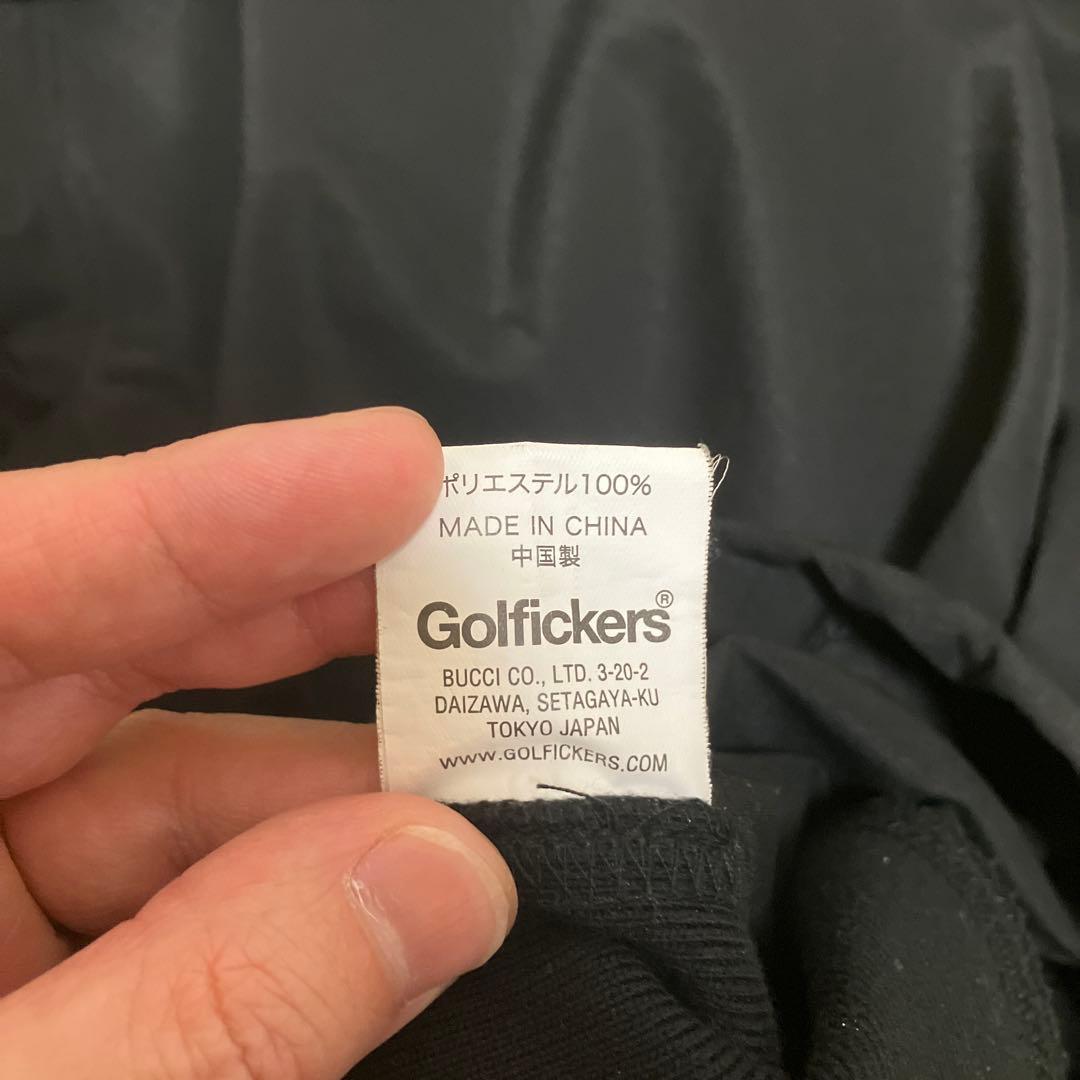 ポリエステル100%
MADE IN CHINA
中国製
Golfickers®
BUCCI CO., LTD. 3-20-2
DAIZAWA, SETAGAYA-KU
TOKYO JAPAN
WWW.GOLFICKERS.COM